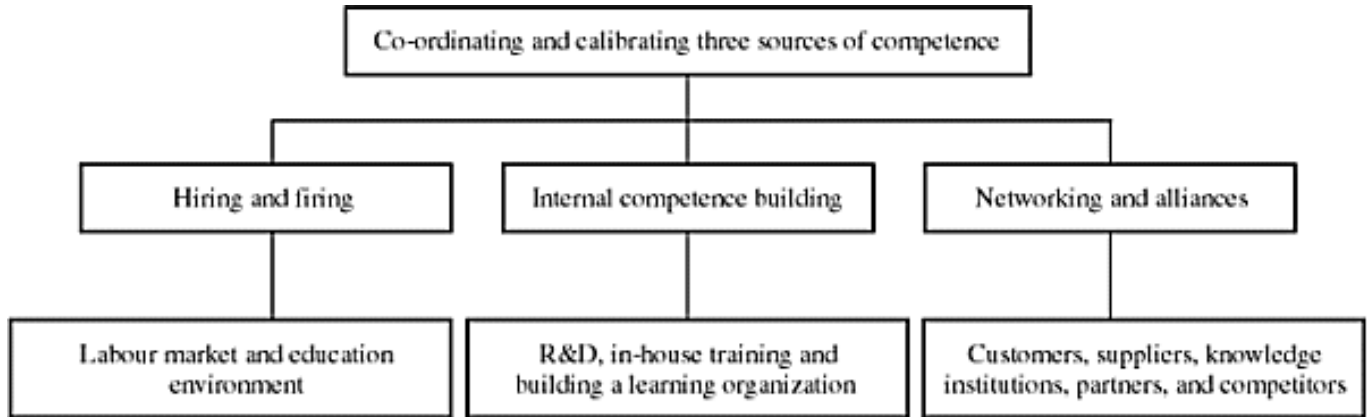 Co-ordinating and calibrating three sources of competence
Hiring and firing
Internal competence building
Networking and alliances
Labour market and education
environment
R&D, in-house training and
building a learning organization
Customers, suppliers, knowledge
institutions, partners, and competitors